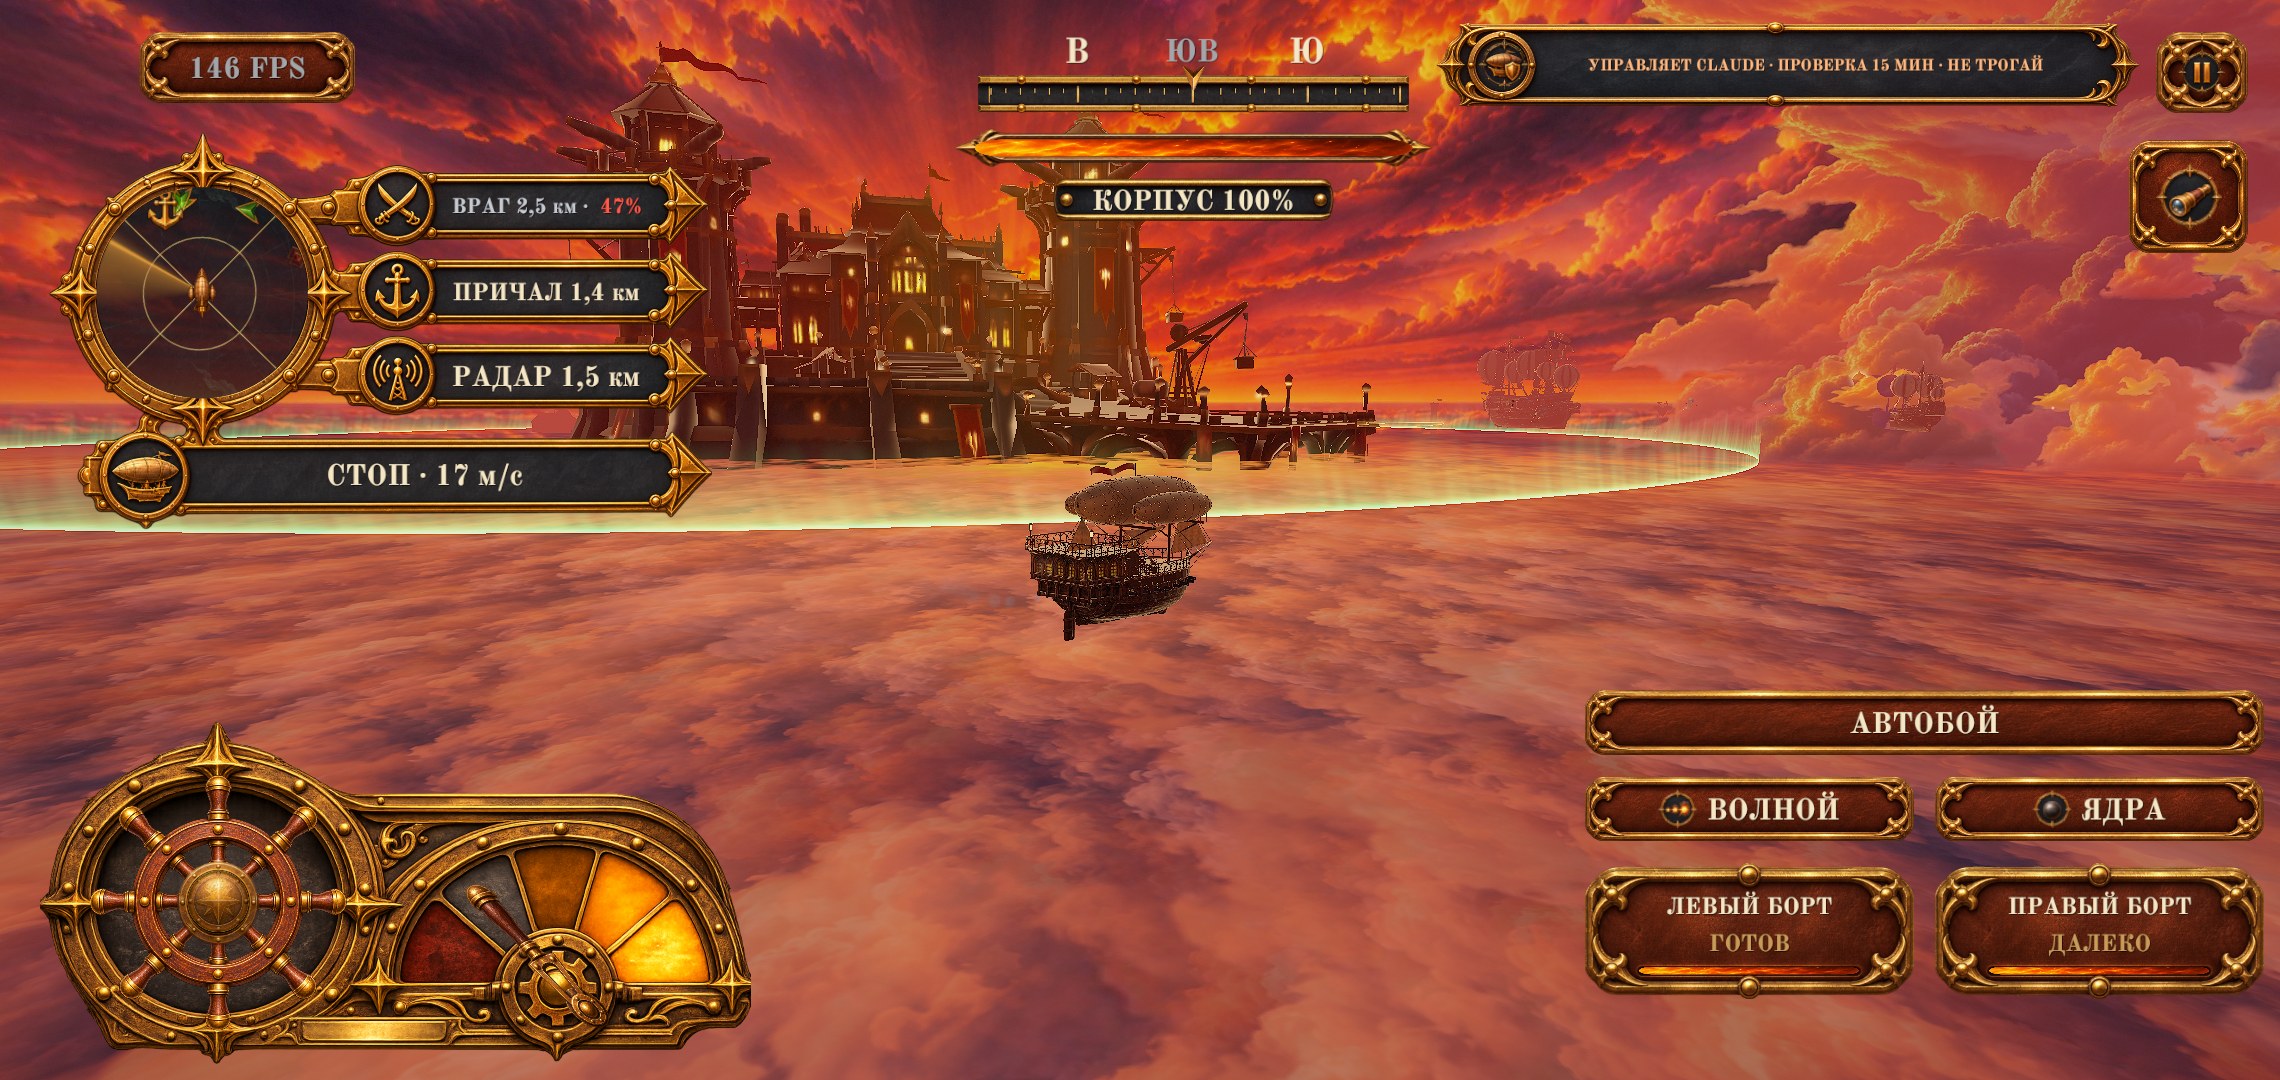 146 FPS
В ЮВ Ю
УПРАВЛЯЕТ CLAUDE · ПРОВЕРКА 15 МИН · НЕ ТРОГАЙ
КОРПУС 100%
ВРАГ 2,5 км · 47%
ПРИЧАЛ 1,4 км
РАДАР 1,5 км
СТОП · 17 м/с
АВТОБОЙ
ВОЛНОЙ
ЯДРА
ЛЕВЫЙ БОРТ
ГОТОВ
ПРАВЫЙ БОРТ
ДАЛЕКО